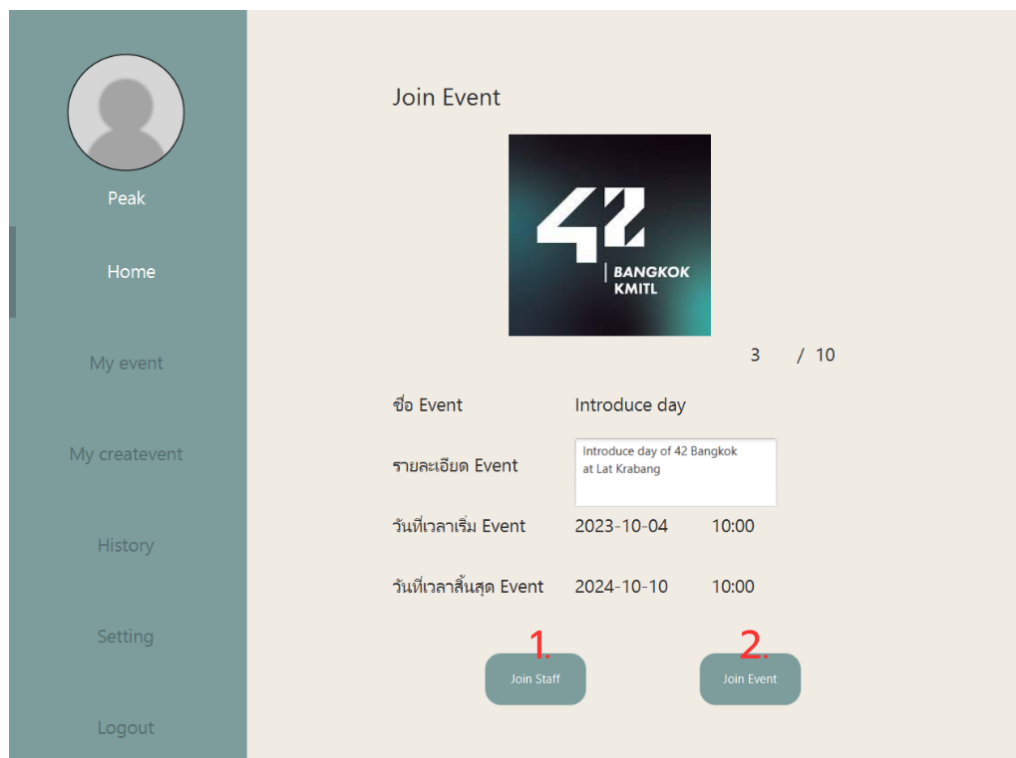 Peak
Home
My event
My createvent
History
Setting
Logout
Join Event
42
BANGKOK
KMITL
3 / 10
ชื่อ Event Introduce day
รายละเอียด Event
Introduce day of 42 Bangkok
at Lat Krabang
วันที่เวลาเริ่ม Event 2023-10-04 10:00
วันที่เวลาสิ้นสุด Event 2024-10-10 10:00
1. 2.
Join Staff Join Event